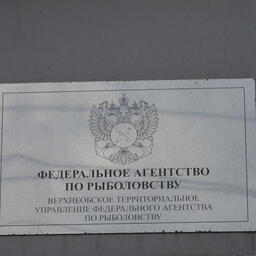 ФЕДЕРАЛЬНОЕ АГЕНТСТВО
ПО РЫБОЛОВСТВУ
ВЕРХНЕОБСКОЕ ТЕРРИТОРИАЛЬНОЕ
УПРАВЛЕНИЕ ФЕДЕРАЛЬНОГО АГЕНТСТВА
ПО РЫБОЛОВСТВУ